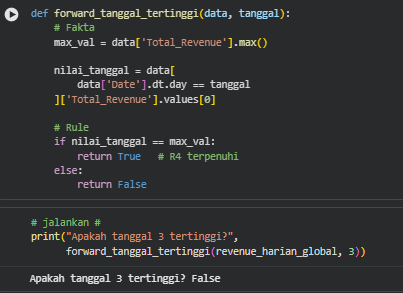 def forward_tanggal_tertinggi(data, tanggal):
    # Fakta
    max_val = data['Total_Revenue'].max()

    nilai_tanggal = data[
        data['Date'].dt.day == tanggal
    ]['Total_Revenue'].values[0]

    # Rule
    if nilai_tanggal == max_val:
        return True   # R4 terpenuhi
    else:
        return False

# jalankan #
print("Apakah tanggal 3 tertinggi?",
      forward_tanggal_tertinggi(revenue_harian_global, 3))
Apakah tanggal 3 tertinggi? False